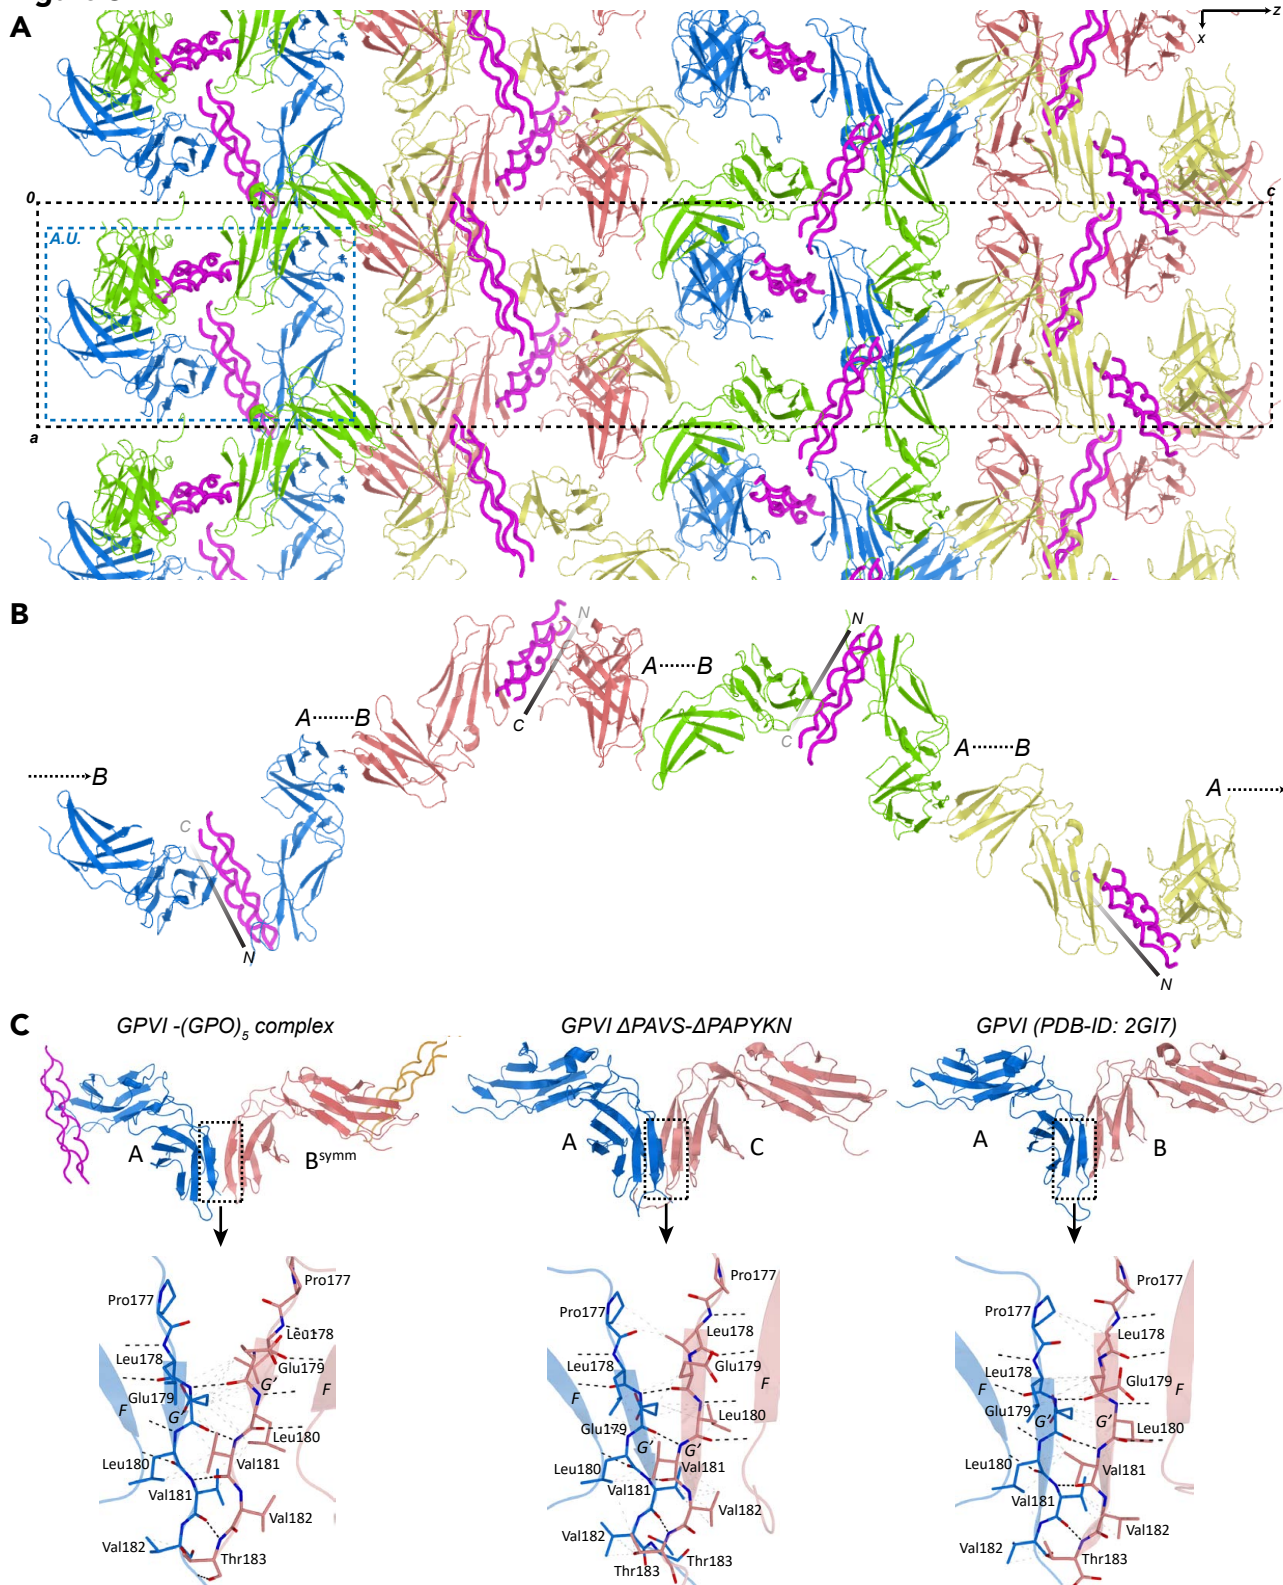 A
z
x
0
c
A.U.
a
B
N
A B
N
C
C
A B
B
A B
A
C
C
N
N
C
GPVI -(GPO)5 complex
GPVI ΔPAVS-ΔPAPYKN
GPVI (PDB-ID: 2GI7)
A
Bsymm
A
C
A
B
Pro177
Pro177
Leu178
Leu178
Glu179
Glu179
G'
G'
F
F
Leu180
Leu180
Val181
Val181
Val182
Val182
Thr183
Pro177
Pro177
Leu178
Leu178
Glu179
F
F
Leu180
Glu179
G'
G'
Leu180
Val181
Val181
Val182
Val182
Thr183
Thr183
Pro177
Pro177
Leu178
Leu178
Glu179
F
F
Glu179
G'
G'
Leu180
Leu180
Val181
Val181
Val182
Val182
Thr183